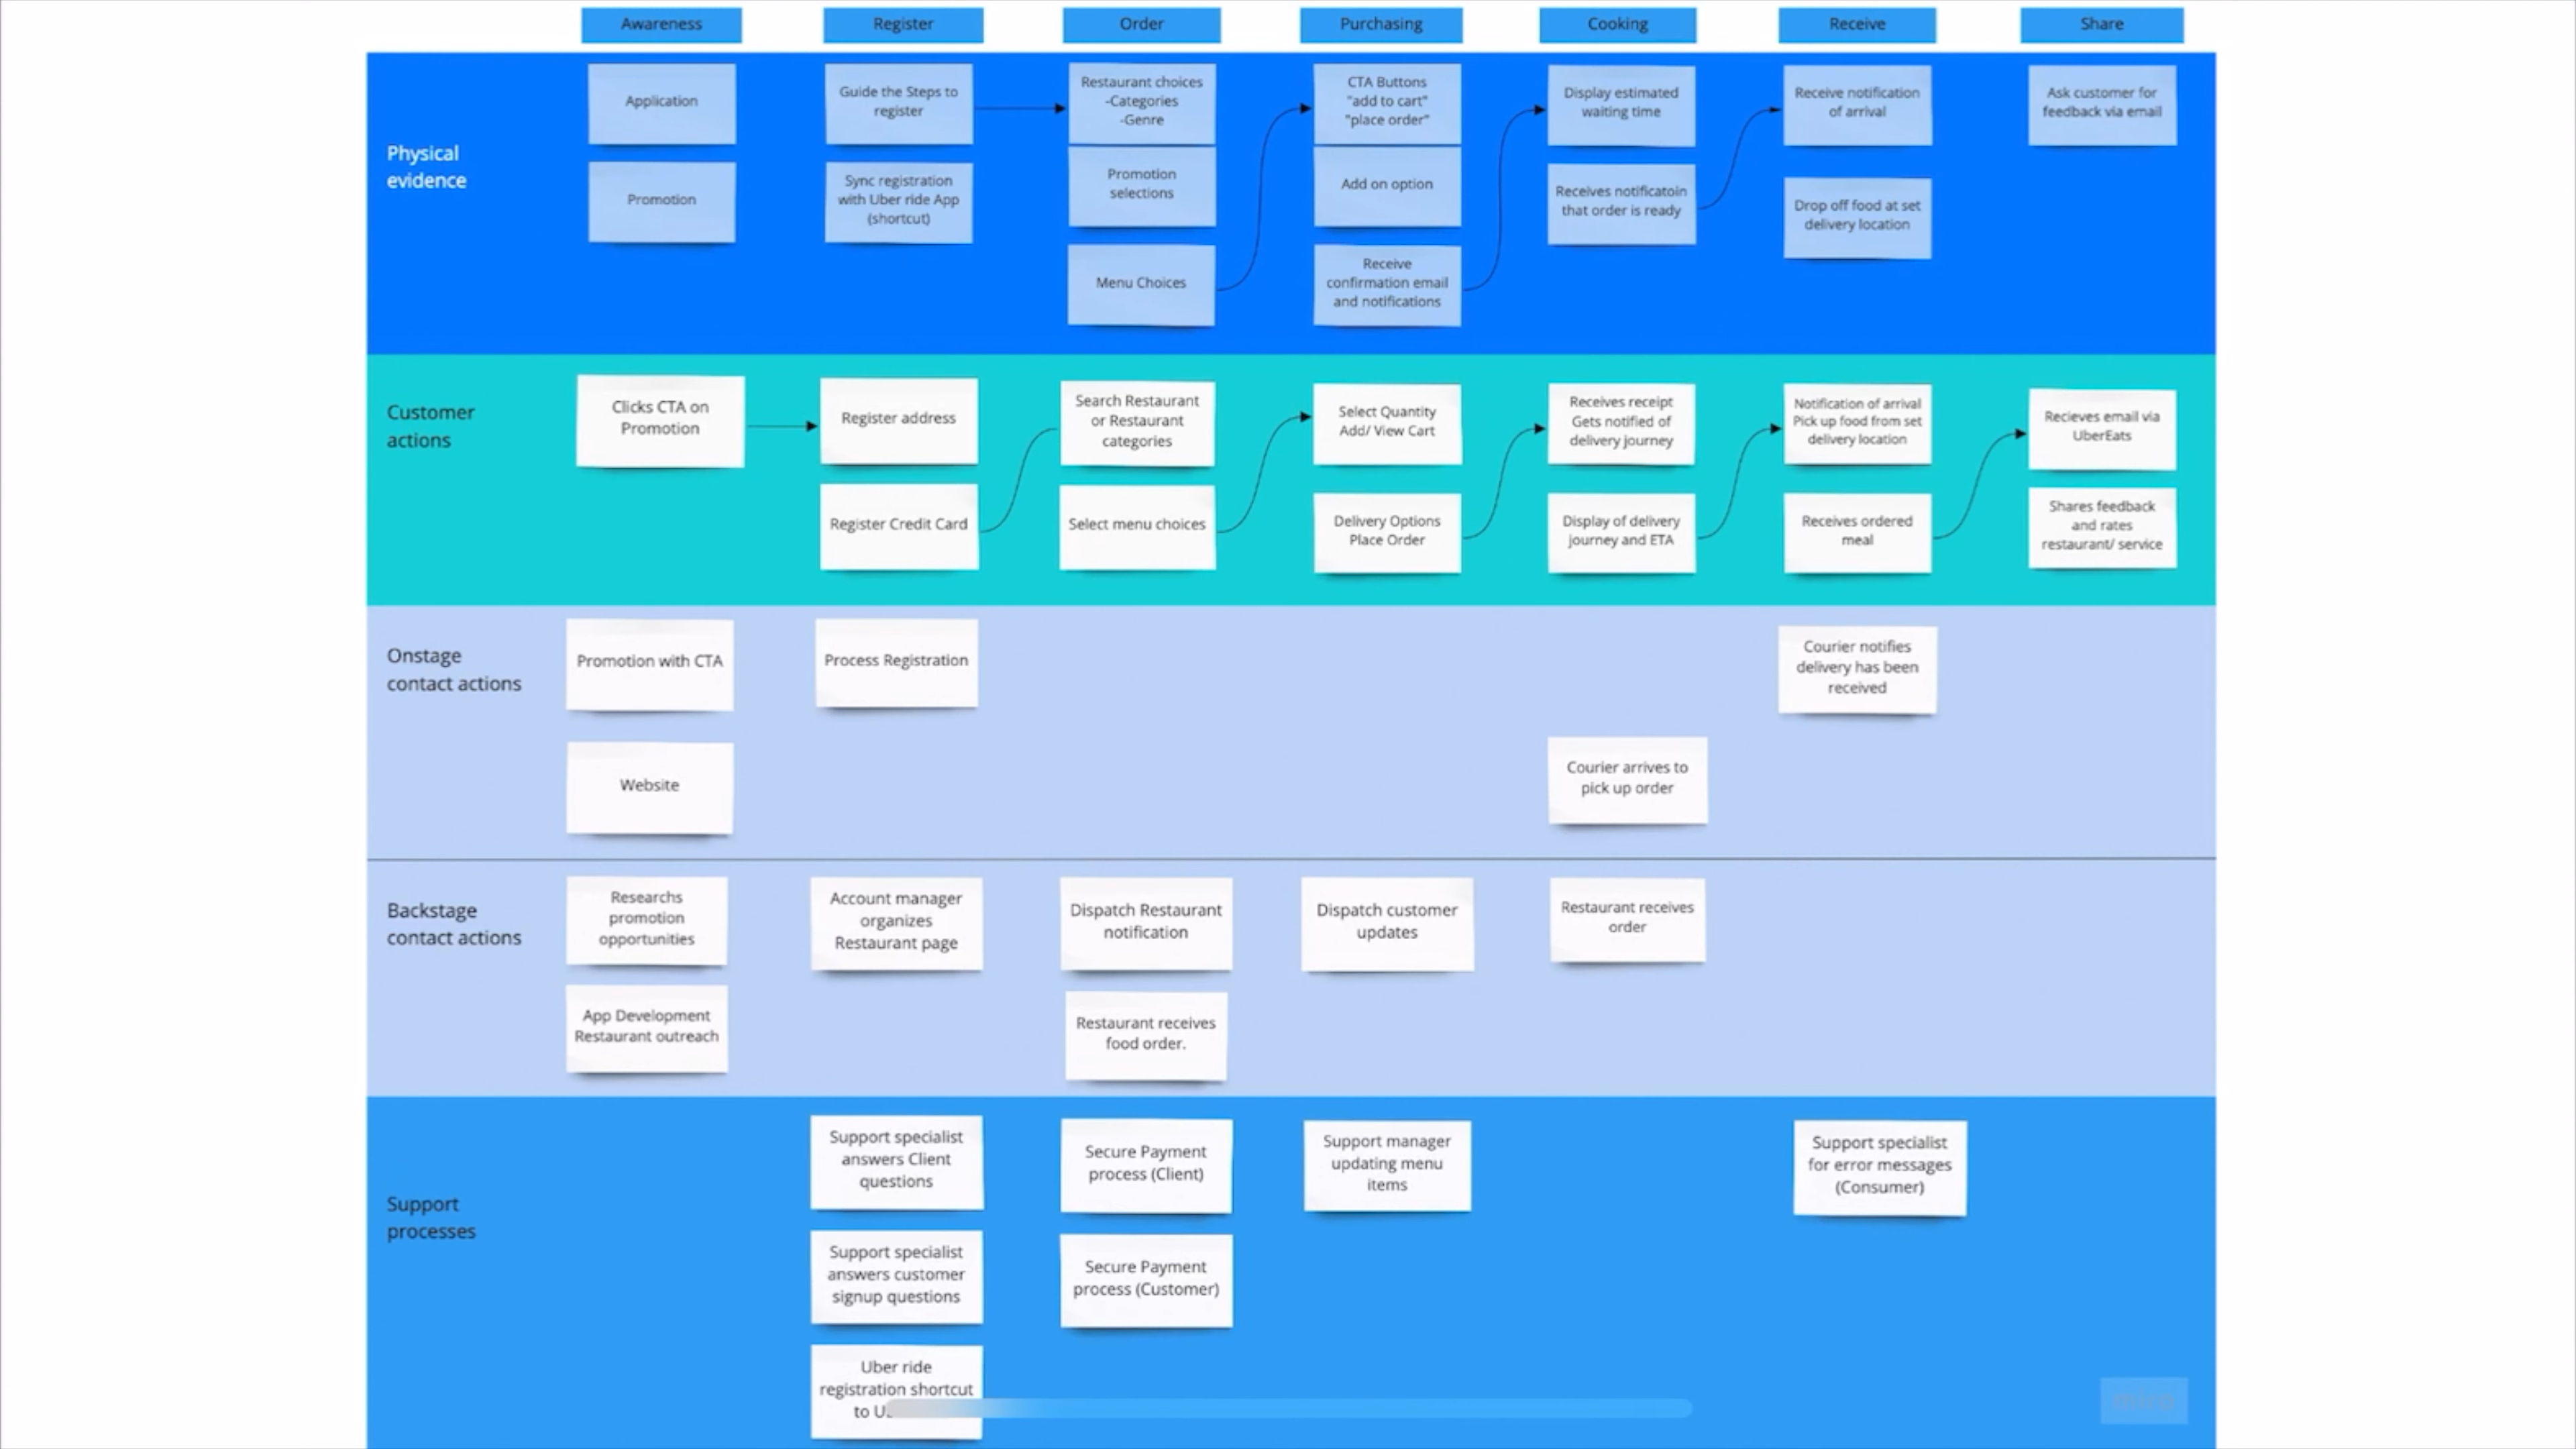 Awareness
Register
Order
Purchasing
Cooking
Receive
Share
Physical
evidence
Application
Promotion
Guide the Steps to
register
Sync registration
with Uber ride App
(shortcut)
Restaurant choices
-Categories
-Genre
Promotion
selections
Menu Choices
CTA Buttons
"add to cart"
"place order"
Add on option
Receive
confirmation email
and notifications
Display estimated
waiting time
Receives notificatoin
that order is ready
Receive notification
of arrival
Drop off food at set
delivery location
Ask customer for
feedback via email
Customer
actions
Clicks CTA on
Promotion
Register address
Register Credit Card
Search Restaurant
or Restaurant
categories
Select menu choices
Select Quantity
Add/ View Cart
Delivery Options
Place Order
Receives receipt
Gets notified of
delivery journey
Display of delivery
journey and ETA
Notification of arrival
Pick up food from set
delivery location
Receives ordered
meal
Recieves email via
UberEats
Shares feedback
and rates
restaurant/ service
Onstage
contact actions
Promotion with CTA
Website
Process Registration
Courier arrives to
pick up order
Courier notifies
delivery has been
received
Backstage
contact actions
Researchs
promotion
opportunities
App Development
Restaurant outreach
Account manager
organizes
Restaurant page
Dispatch Restaurant
notification
Restaurant receives
food order.
Dispatch customer
updates
Restaurant receives
order
Support
processes
Support specialist
answers Client
questions
Support specialist
answers customer
signup questions
Uber ride
registration shortcut
to
Secure Payment
process (Client)
Secure Payment
process (Customer)
Support manager
updating menu
items
Support specialist
for error messages
(Consumer)